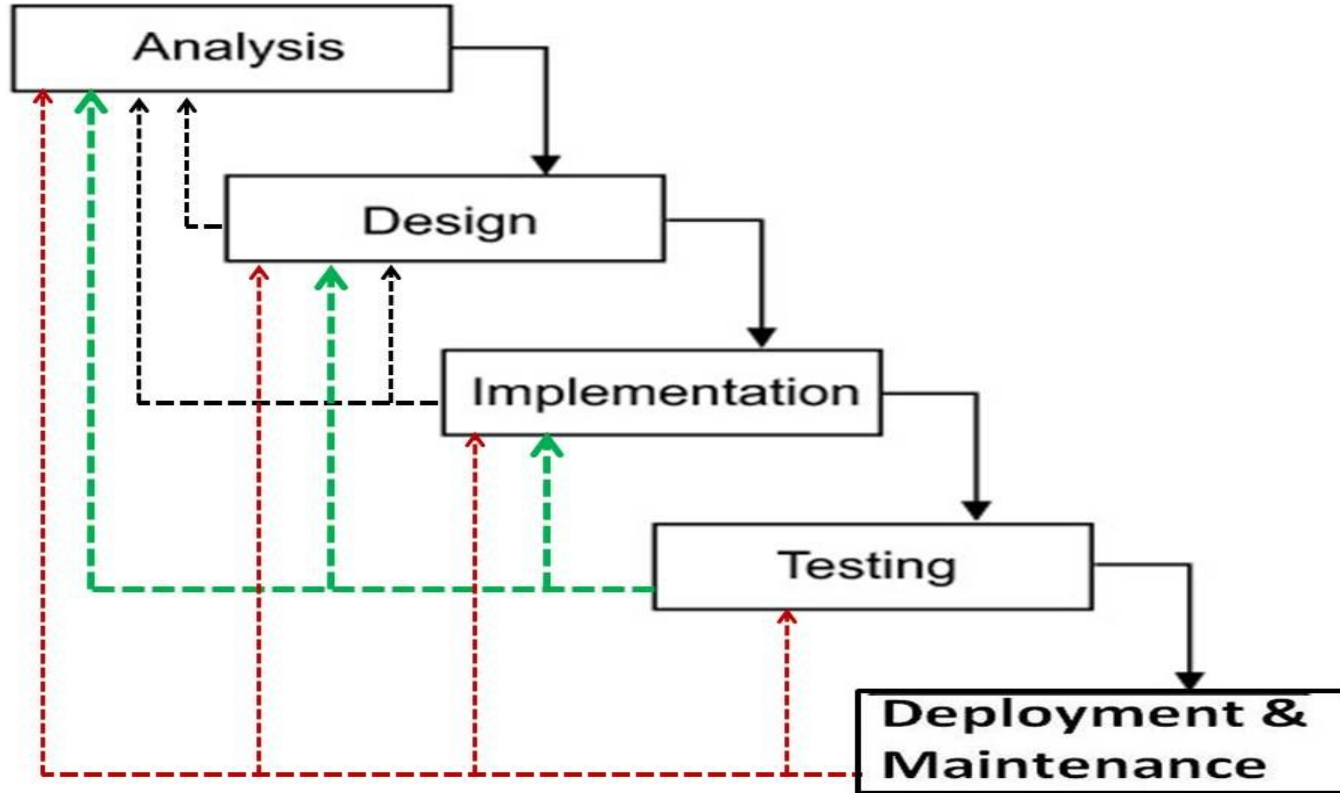 Analysis
Design
Implementation
Testing
Deployment &
Maintenance